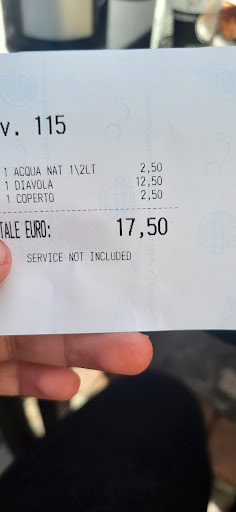 v. 115
1 ACQUA NAT 1\2LT 2,50
1 DIAVOLA 12,50
1 COPERTO 2,50
TALE EURO: 17,50
SERVICE NOT INCLUDED